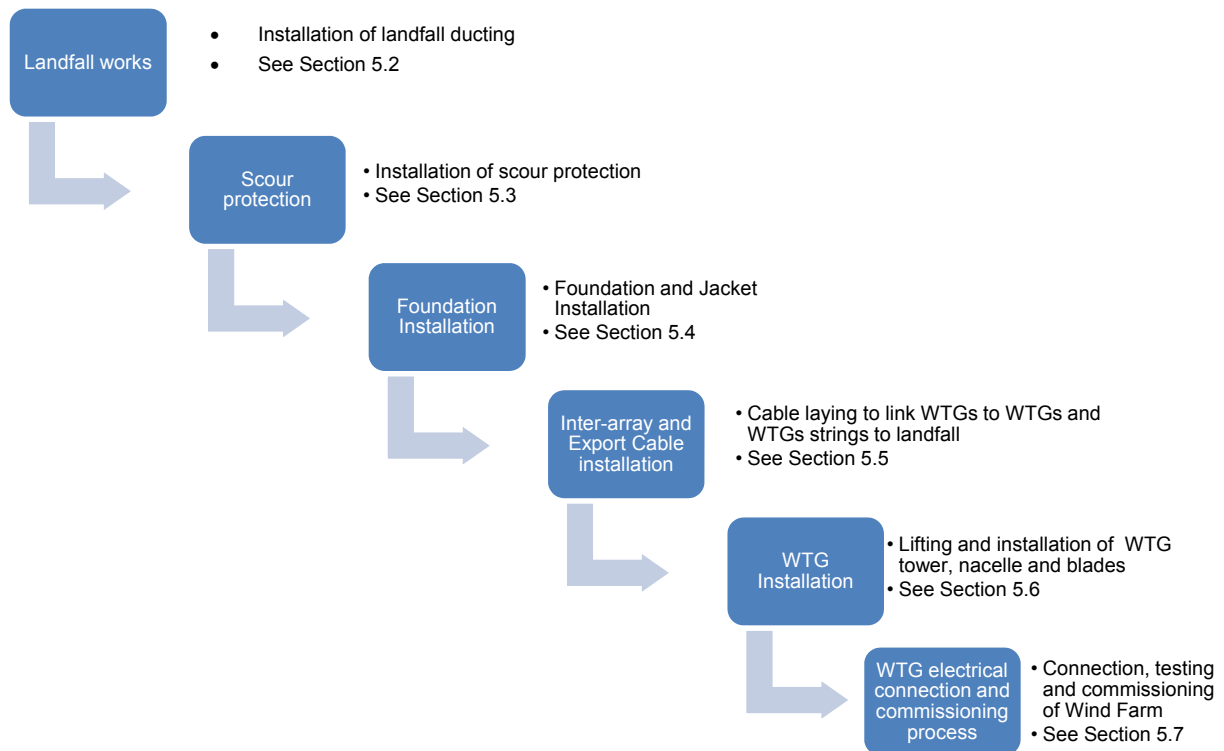 Landfall works
• Installation of landfall ducting
• See Section 5.2
Scour
protection
• Installation of scour protection
• See Section 5.3
Foundation
Installation
• Foundation and Jacket
Installation
• See Section 5.4
Inter-array and
Export Cable
installation
• Cable laying to link WTGs to WTGs and
WTGs strings to landfall
• See Section 5.5
WTG
Installation
• Lifting and installation of WTG
tower, nacelle and blades
• See Section 5.6
WTG electrical
connection and
commissioning
process
• Connection, testing
and commissioning
of Wind Farm
• See Section 5.7